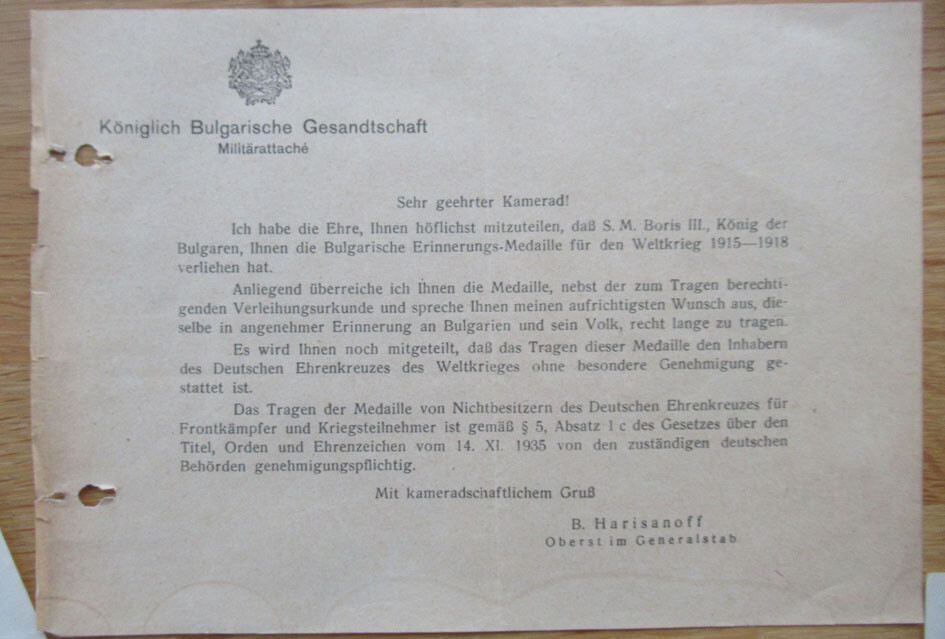 Königlich Bulgarische Gesandtschaft
Militärattaché
Sehr geehrter Kamerad!
Ich habe die Ehre, Ihnen höflichst mitzuteilen, daß S. M. Boris III., König der
Bulgaren, Ihnen die Bulgarische Erinnerungs-Medaille für den Weltkrieg 1915—1918
verliehen hat.
Anliegend überreiche ich Ihnen die Medaille, nebst der zum Tragen berechti-
genden Verleihungsurkunde und spreche Ihnen meinen aufrichtigsten Wunsch aus, die-
selbe in angenehmer Erinnerung an Bulgarien und sein Volk, recht lange zu tragen.
Es wird Ihnen noch mitgeteilt, daß das Tragen dieser Medaille den Inhabern
des Deutschen Ehrenkreuzes des Weltkrieges ohne besondere Genehmigung ge-
stattet ist.
Das Tragen der Medaille von Nichtbesitzern des Deutschen Ehrenkreuzes für
Frontkämpfer und Kriegsteilnehmer ist gemäß § 5, Absatz 1 c des Gesetzes über den
Titel, Orden und Ehrenzeichen vom 14. XI. 1935 von den zuständigen deutschen
Behörden genehmigungspflichtig.
Mit kameradschaftlichem Gruß
B. Harisanoff
Oberst im Generalstab